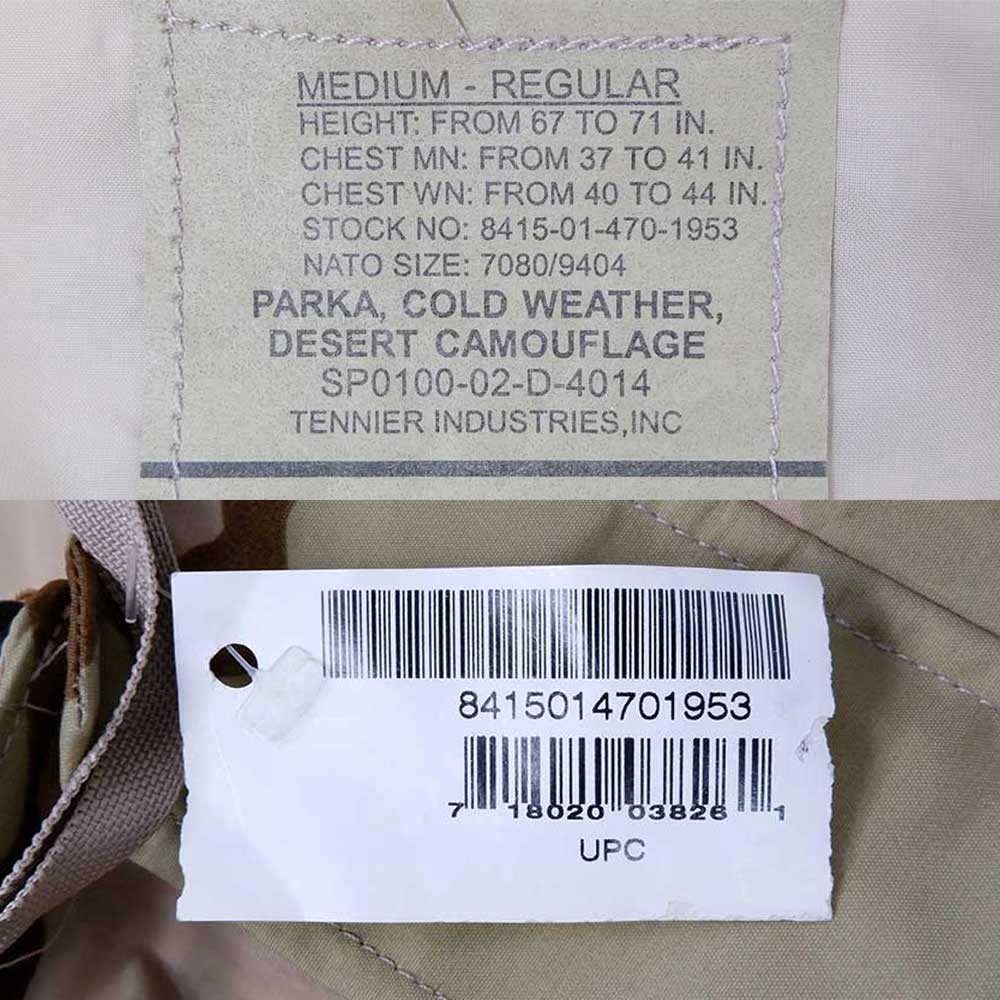 MEDIUM - REGULAR
HEIGHT: FROM 67 TO 71 IN.
CHEST MN: FROM 37 TO 41 IN.
CHEST WN: FROM 40 TO 44 IN.
STOCK NO: 8415-01-470-1953
NATO SIZE: 7080/9404
PARKA, COLD WEATHER,
DESERT CAMOUFLAGE
SP0100-02-D-4014
TENNIER INDUSTRIES,INC
8415014701953
7 18020 03826 1
UPC